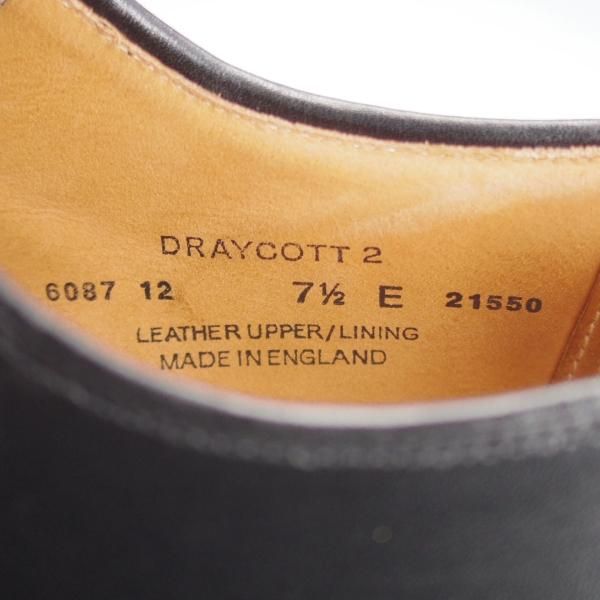 DRAYCOTT 2
6087 12 7½ E 21550
LEATHER UPPER/LINING
MADE IN ENGLAND